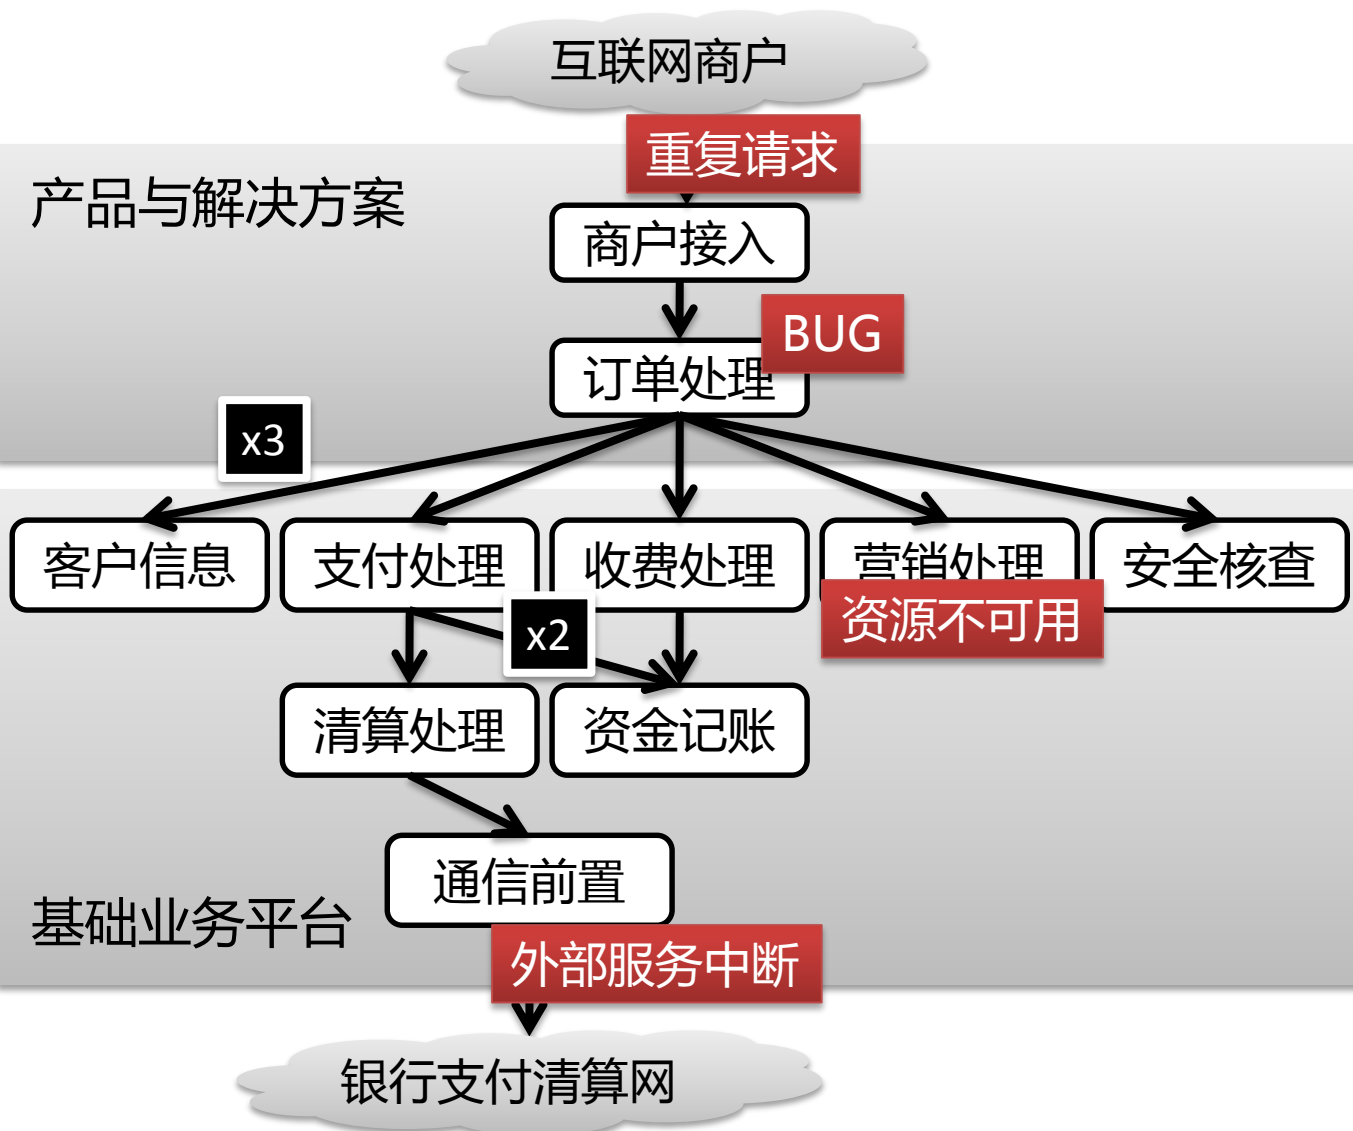 互联网商户
重复请求
产品与解决方案
商户接入
BUG
订单处理
x3
客户信息
支付处理
收费处理
营销处理
安全核查
资源不可用
x2
清算处理
资金记账
通信前置
基础业务平台
外部服务中断
银行支付清算网